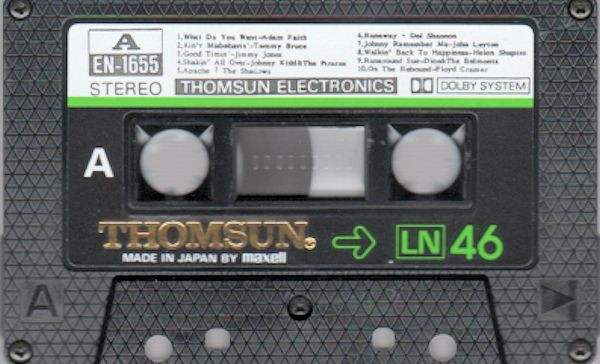 A
EN-1655
STEREO
1.What Do You Want-Adam Faith
2.Ain't Misbehavin'-Tommy Bruce
3.Good Timin'-Jimmy Jones
4.Shakin' All Over-Johnny Kidd&The Pirates
5.Apache ? The Shadows
6.Runaway - Del Shannon
7.Johnny Remember Me-John Leyton
8.Walkin' Back To Happiness-Helen Shapiro
9.Runaround Sue-Dion&The Belmonts
10.On The Rebound-Floyd Cramer
THOMSUN ELECTRONICS
DOLBY SYSTEM
A
THOMSUN.
MADE IN JAPAN BY maxell
LN 46
A